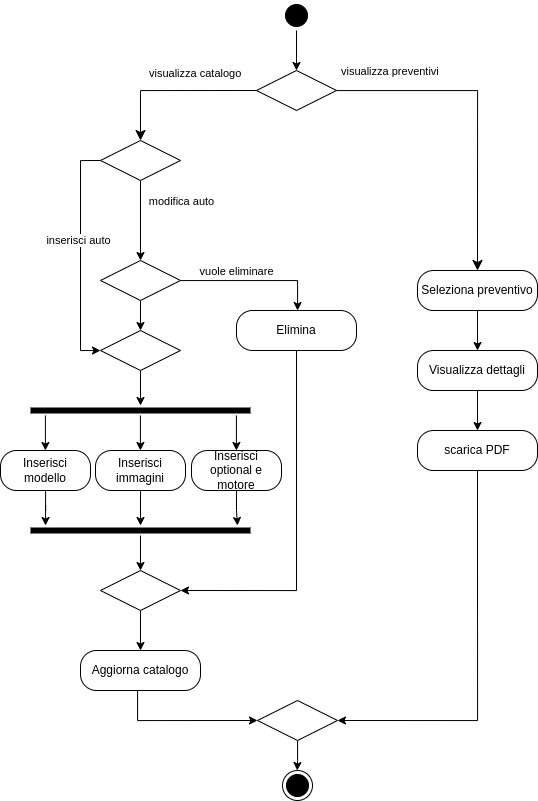 visualizza catalogo
visualizza preventivi
modifica auto
inserisci auto
vuole eliminare
Seleziona preventivo
Elimina
Visualizza dettagli
scarica PDF
Inserisci
modello
Inserisci
immagini
Inserisci
optional e
motore
Aggiorna catalogo